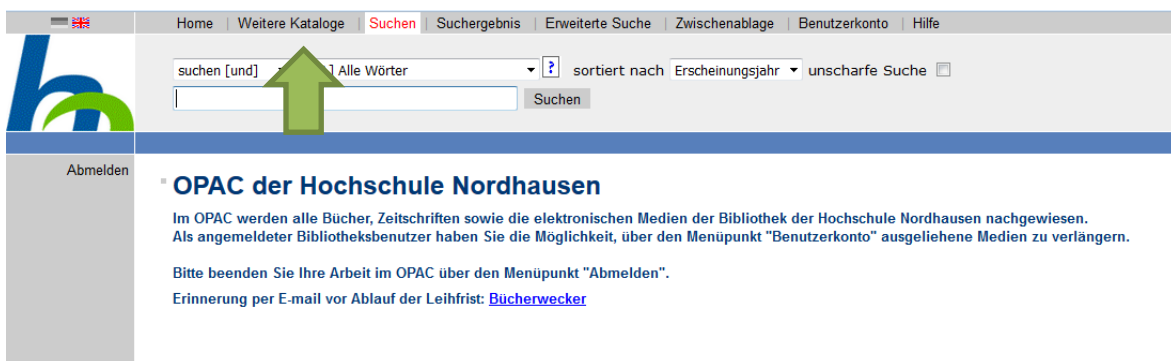 Home | Weitere Kataloge | Suchen | Suchergebnis | Erweiterte Suche | Zwischenablage | Benutzerkonto | Hilfe
suchen [und] ] Alle Wörter ? sortiert nach Erscheinungsjahr unscharfe Suche
Suchen
Abmelden
OPAC der Hochschule Nordhausen
Im OPAC werden alle Bücher, Zeitschriften sowie die elektronischen Medien der Bibliothek der Hochschule Nordhausen nachgewiesen.
Als angemeldeter Bibliotheksbenutzer haben Sie die Möglichkeit, über den Menüpunkt "Benutzerkonto" ausgeliehene Medien zu verlängern.
Bitte beenden Sie Ihre Arbeit im OPAC über den Menüpunkt "Abmelden".
Erinnerung per E-mail vor Ablauf der Leihfrist: Bücherwecker